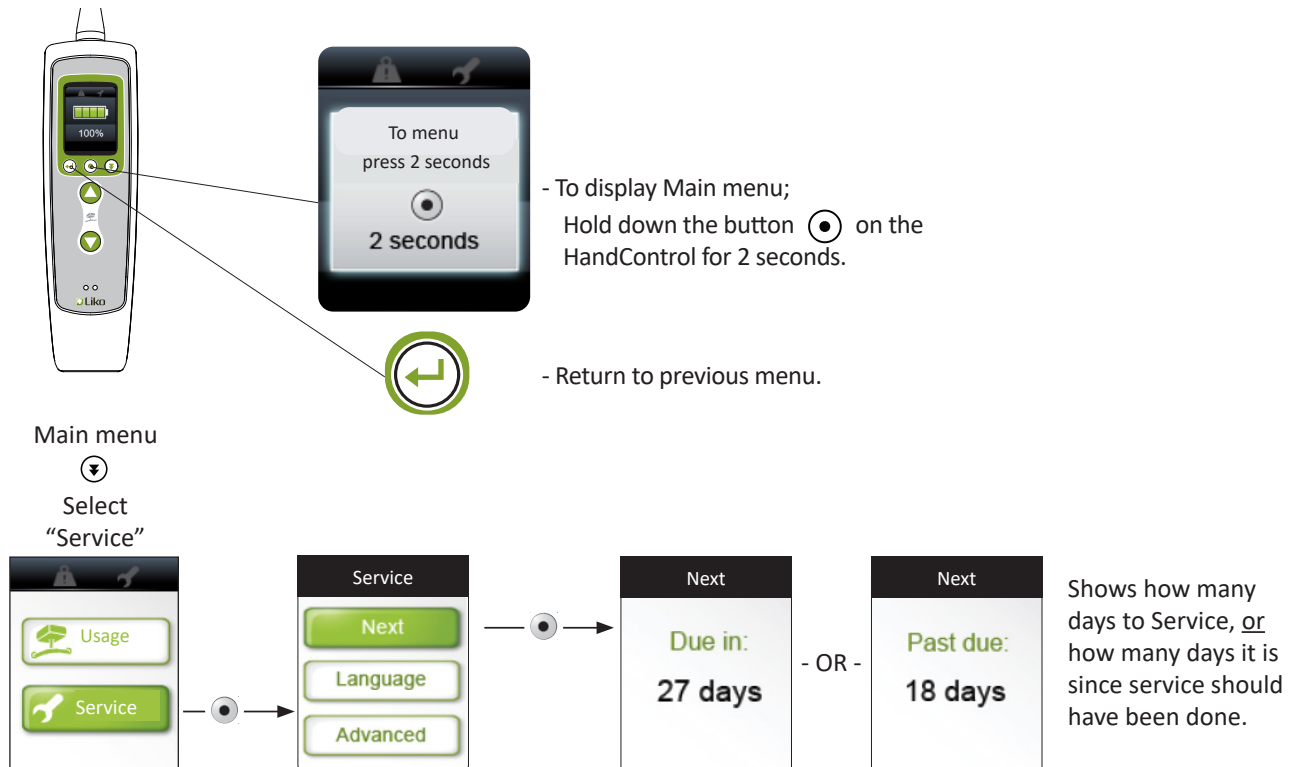 100%
Liko
To menu
press 2 seconds
2 seconds
- To display Main menu;
Hold down the button on the
HandControl for 2 seconds.
- Return to previous menu.
Main menu
Select
“Service”
Usage
Service
Service
Next
Language
Advanced
Next
Due in:
27 days
- OR -
Next
Past due:
18 days
Shows how many
days to Service, or
how many days it is
since service should
have been done.